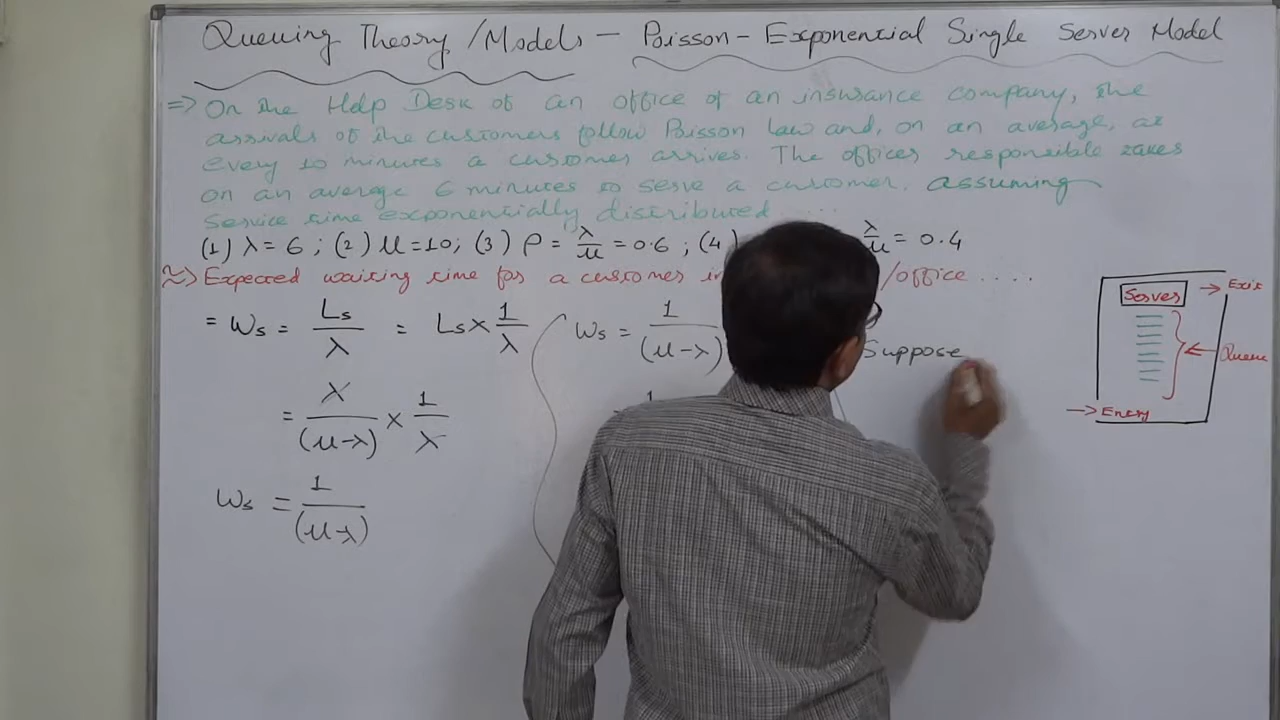 Queuing Theory /Models - Poisson - Exponential Single Server Model
=> On the Help Desk of an office of an insurance company, the
arrivals of the customers follow Poisson Law and, on an average, at
every 10 minutes a customer arrives. The officer responsible takes
on an average 6 minutes to serve a customer, assuming
service time exponentially distributed ....
(1) λ = 6 ; (2) μ = 10; (3) ρ = λ/μ = 0.6 ; (4) λ/μ = 0.4
≈> Expected waiting time for a customer /office ....
= Ws = Ls/λ = Ls × 1/λ
= λ/(μ-λ) × 1/λ
Ws = 1/(μ-λ)
Ws = 1/(μ-λ)
= 1
Suppose
Server
→ Exit
← Queue
→ Entry